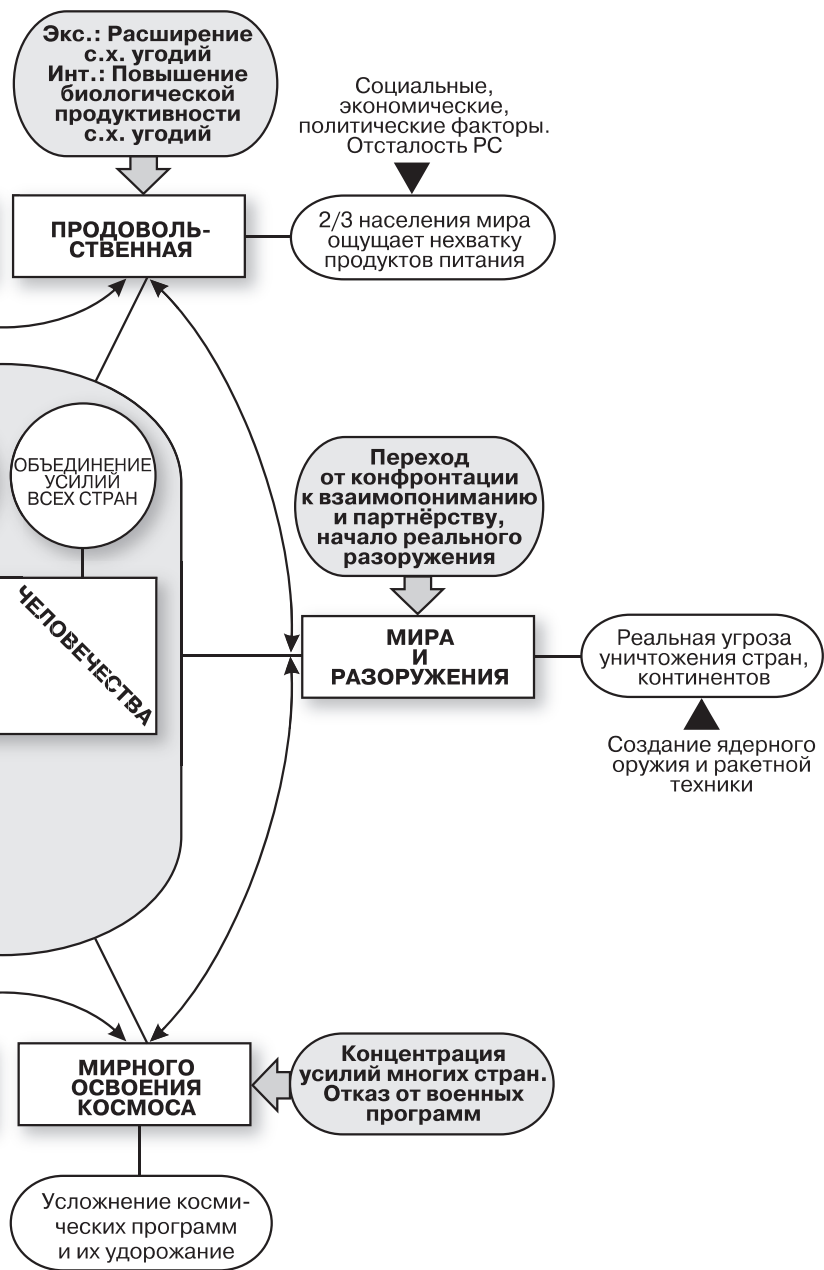 Экс.: Расширение
с.х. угодий
Инт.: Повышение
биологической
продуктивности
с.х. угодий
Социальные,
экономические,
политические факторы.
Отсталость РС
ПРОДОВОЛЬ-
СТВЕННАЯ
2/3 населения мира
ощущает нехватку
продуктов питания
ОБЪЕДИНЕНИЕ
УСИЛИЙ
ВСЕХ СТРАН
Переход
от конфронтации
к взаимопониманию
и партнёрству,
начало реального
разоружения
ЧЕЛОВЕЧЕСТВА
МИРА
И
РАЗОРУЖЕНИЯ
Реальная угроза
уничтожения стран,
континентов
Создание ядерного
оружия и ракетной
техники
МИРНОГО
ОСВОЕНИЯ
КОСМОСА
Концентрация
усилий многих стран.
Отказ от военных
программ
Усложнение косми-
ческих программ
и их удорожание